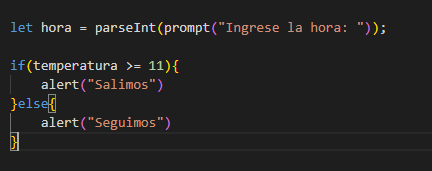 let hora = parseInt(prompt("Ingrese la hora: "));
if(temperatura >= 11){
    alert("Salimos")
}else{
    alert("Seguimos")
}